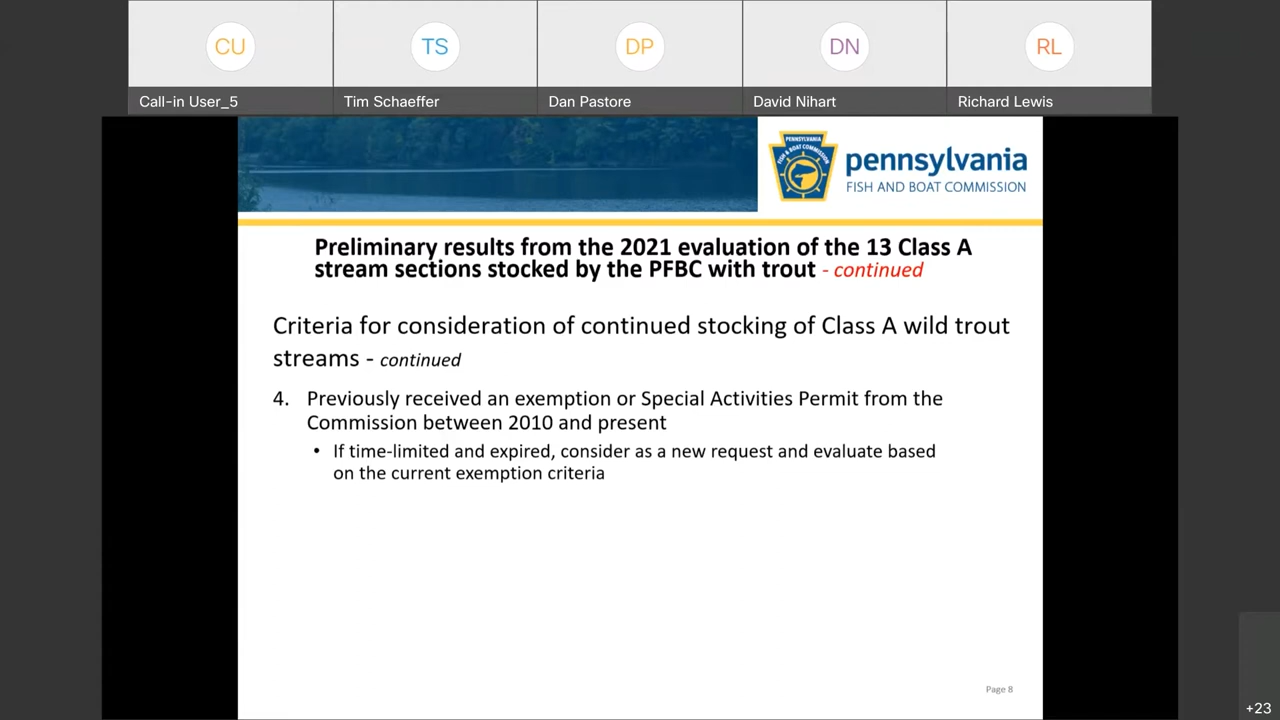 CU
TS
DP
DN
RL
Call-in User_5
Tim Schaeffer
Dan Pastore
David Nihart
Richard Lewis
PENNSYLVANIA
FISH & BOAT COMMISSION
pennsylvania
FISH AND BOAT COMMISSION
Preliminary results from the 2021 evaluation of the 13 Class A
stream sections stocked by the PFBC with trout - continued
Criteria for consideration of continued stocking of Class A wild trout
streams - continued
4. Previously received an exemption or Special Activities Permit from the
Commission between 2010 and present
• If time-limited and expired, consider as a new request and evaluate based
on the current exemption criteria
Page 8
+23